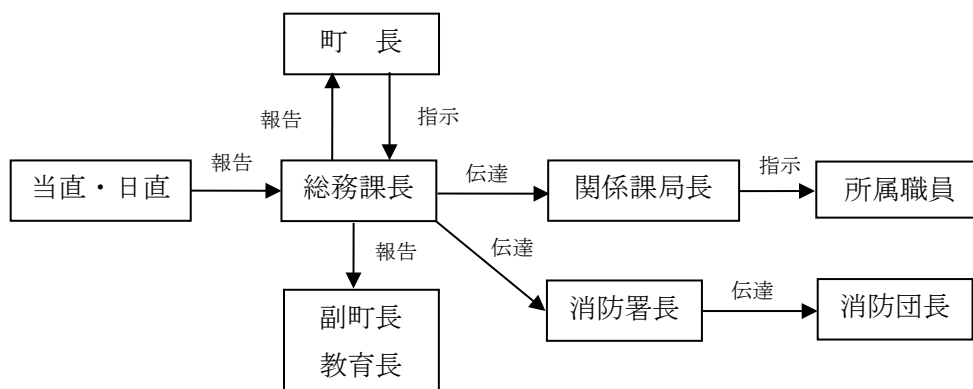 町　長
報告
指示
報告
伝達
指示
当直・日直
総務課長
関係課局長
所属職員
報告
伝達
伝達
副町長
教育長
消防署長
消防団長